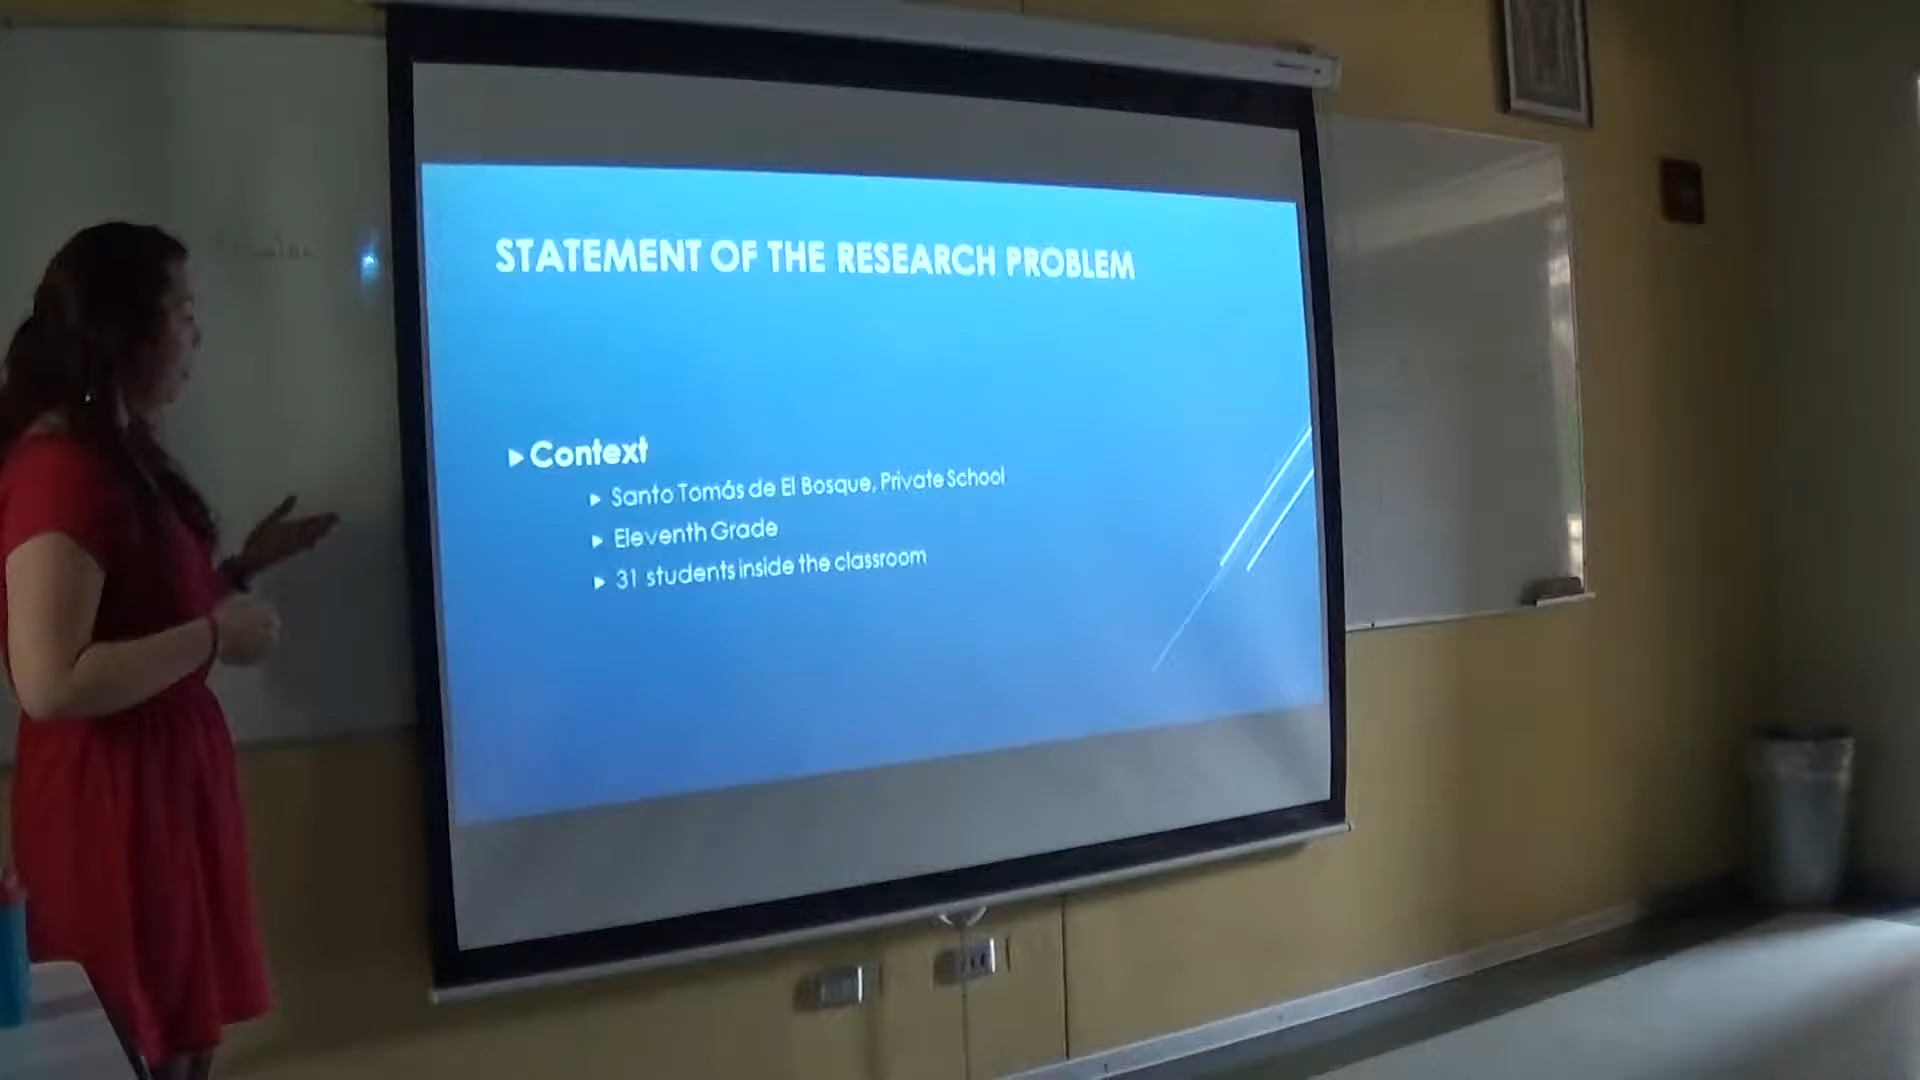 STATEMENT OF THE RESEARCH PROBLEM
Context
Santo Tomás de El Bosque, Private School
Eleventh Grade
31 students inside the classroom